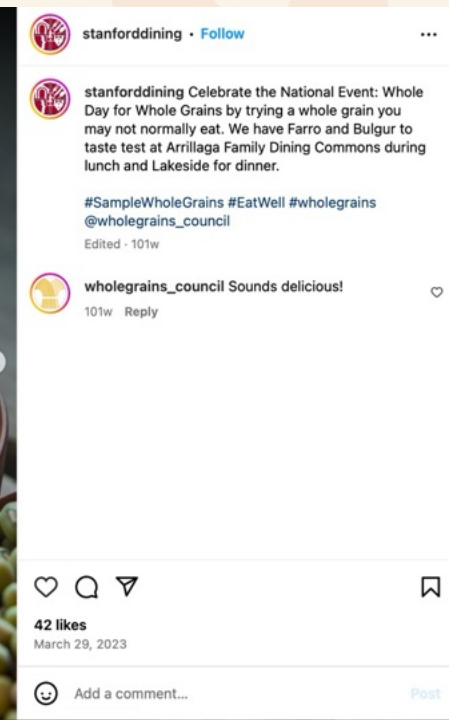 stanforddining • Follow
stanforddining Celebrate the National Event: Whole
Day for Whole Grains by trying a whole grain you
may not normally eat. We have Farro and Bulgur to
taste test at Arrillaga Family Dining Commons during
lunch and Lakeside for dinner.
#SampleWholeGrains #EatWell #wholegrains
@wholegrains_council
Edited · 101w
wholegrains_council Sounds delicious!
101w Reply
42 likes
March 29, 2023
Add a comment...
Post